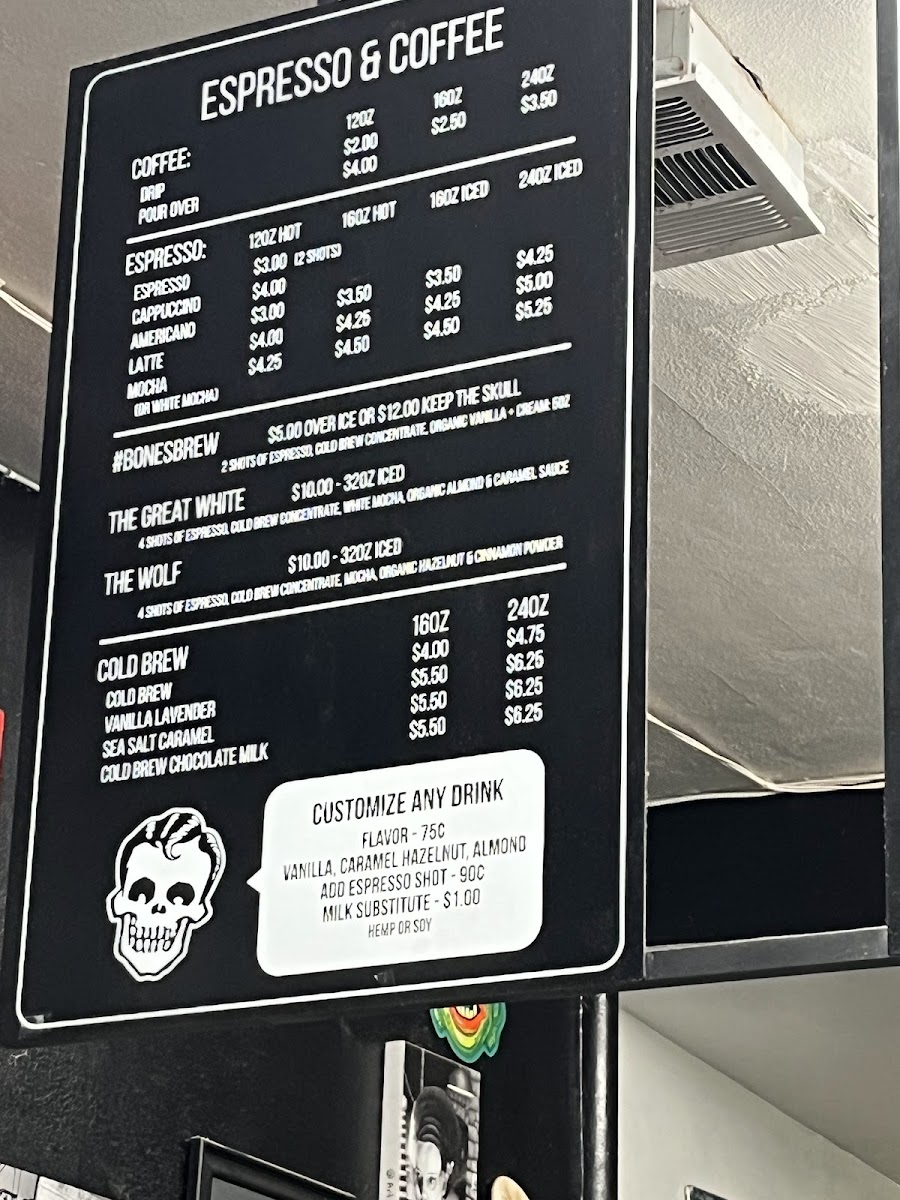 ESPRESSO & COFFEE
12OZ 16OZ 24OZ
COFFEE:
DRIP $2.00 $2.50 $3.50
POUR OVER $4.00
ESPRESSO: 12OZ HOT 16OZ HOT 16OZ ICED 24OZ ICED
ESPRESSO $3.00 (2 SHOTS)
CAPPUCCINO $4.00
AMERICANO $3.00 $3.50 $3.50 $4.25
LATTE $4.00 $4.25 $4.25 $5.00
MOCHA $4.25 $4.50 $4.50 $5.25
(OR WHITE MOCHA)
#BONESBREW $5.00 OVER ICE OR $12.00 KEEP THE SKULL
2 SHOTS OF ESPRESSO, COLD BREW CONCENTRATE, ORGANIC VANILLA + CREAM: 5OZ
THE GREAT WHITE $10.00 - 32OZ ICED
4 SHOTS OF ESPRESSO, COLD BREW CONCENTRATE, WHITE MOCHA, ORGANIC ALMOND & CARAMEL SAUCE
THE WOLF $10.00 - 32OZ ICED
4 SHOTS OF ESPRESSO, COLD BREW CONCENTRATE, MOCHA, ORGANIC HAZELNUT & CINNAMON POWDER
COLD BREW 16OZ 24OZ
COLD BREW $4.00 $4.75
VANILLA LAVENDER $5.50 $6.25
SEA SALT CARAMEL $5.50 $6.25
COLD BREW CHOCOLATE MILK $5.50 $6.25
CUSTOMIZE ANY DRINK
FLAVOR - 75C
VANILLA, CARAMEL HAZELNUT, ALMOND
ADD ESPRESSO SHOT - 90C
MILK SUBSTITUTE - $1.00
HEMP OR SOY